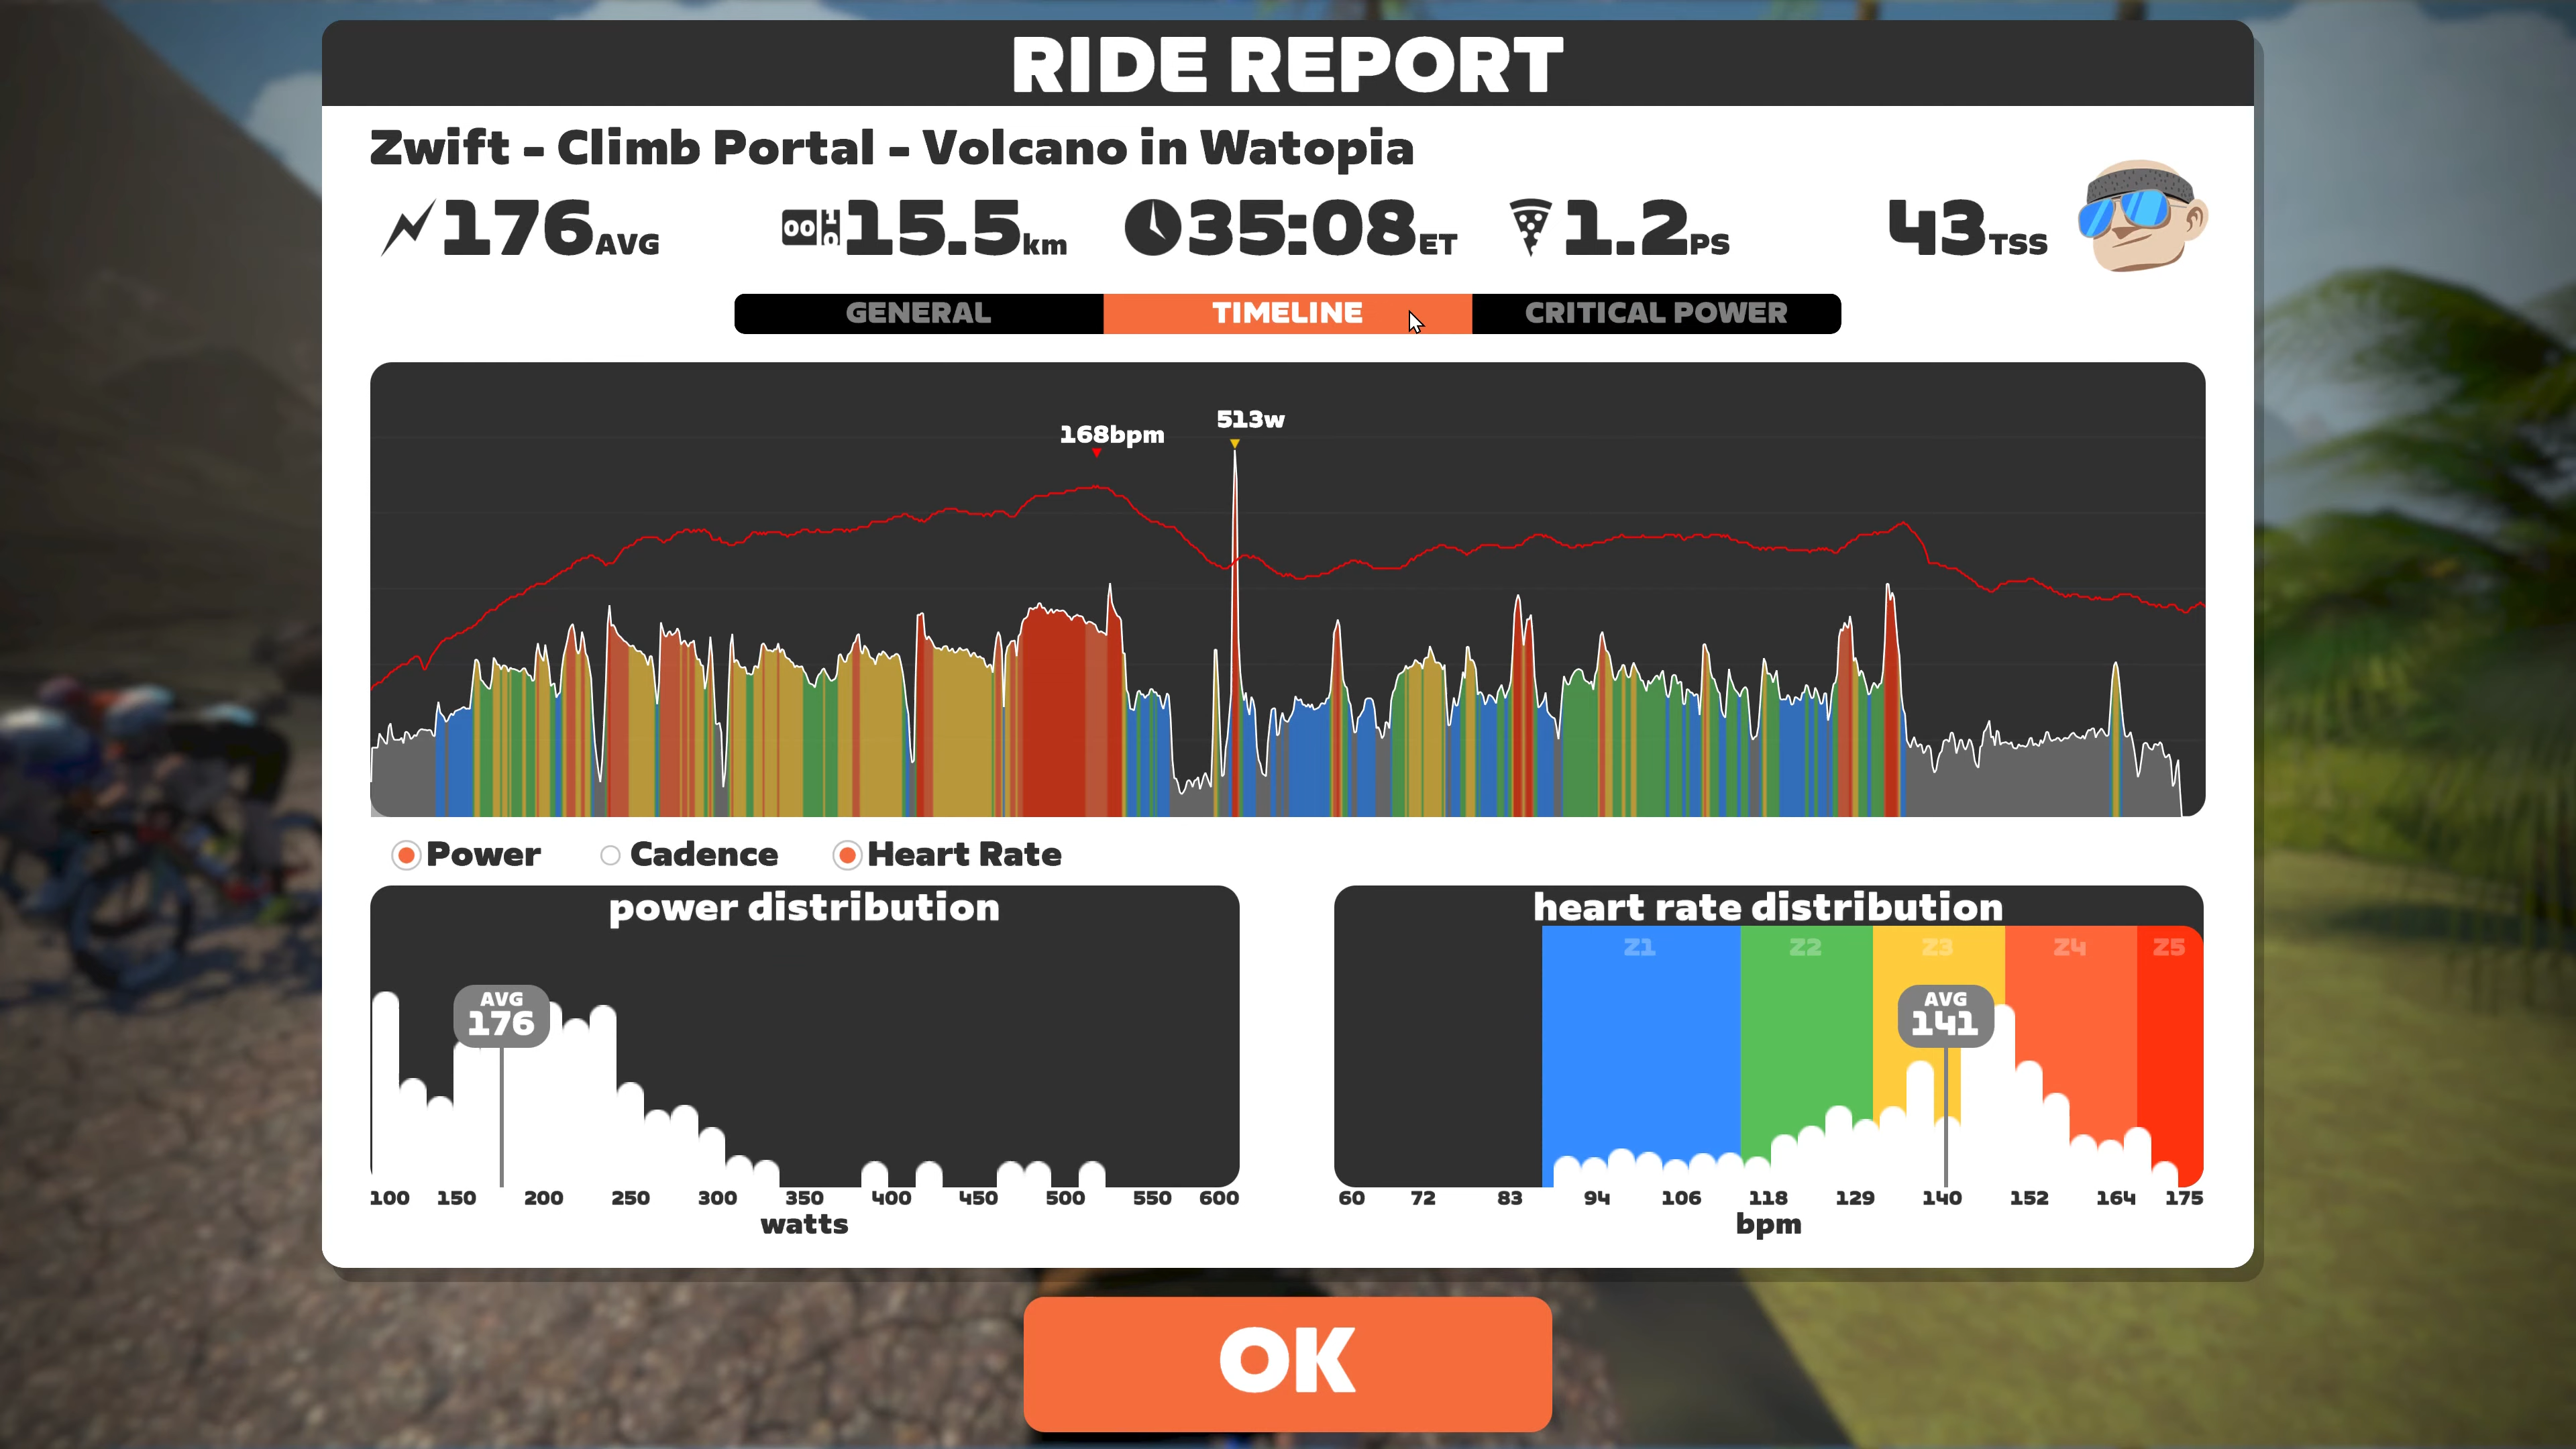 RIDE REPORT
Zwift - Climb Portal - Volcano in Watopia
176AVG 15.5km 35:08ET 1.2PS 43TSS
GENERAL TIMELINE CRITICAL POWER
513w
168bpm
Power Cadence Heart Rate
power distribution
AVG
176
100 150 200 250 300 350 400 450 500 550 600
watts
heart rate distribution
Z1 Z2 Z3 Z4 Z5
AVG
141
60 72 83 94 106 118 129 140 152 164 175
bpm
OK